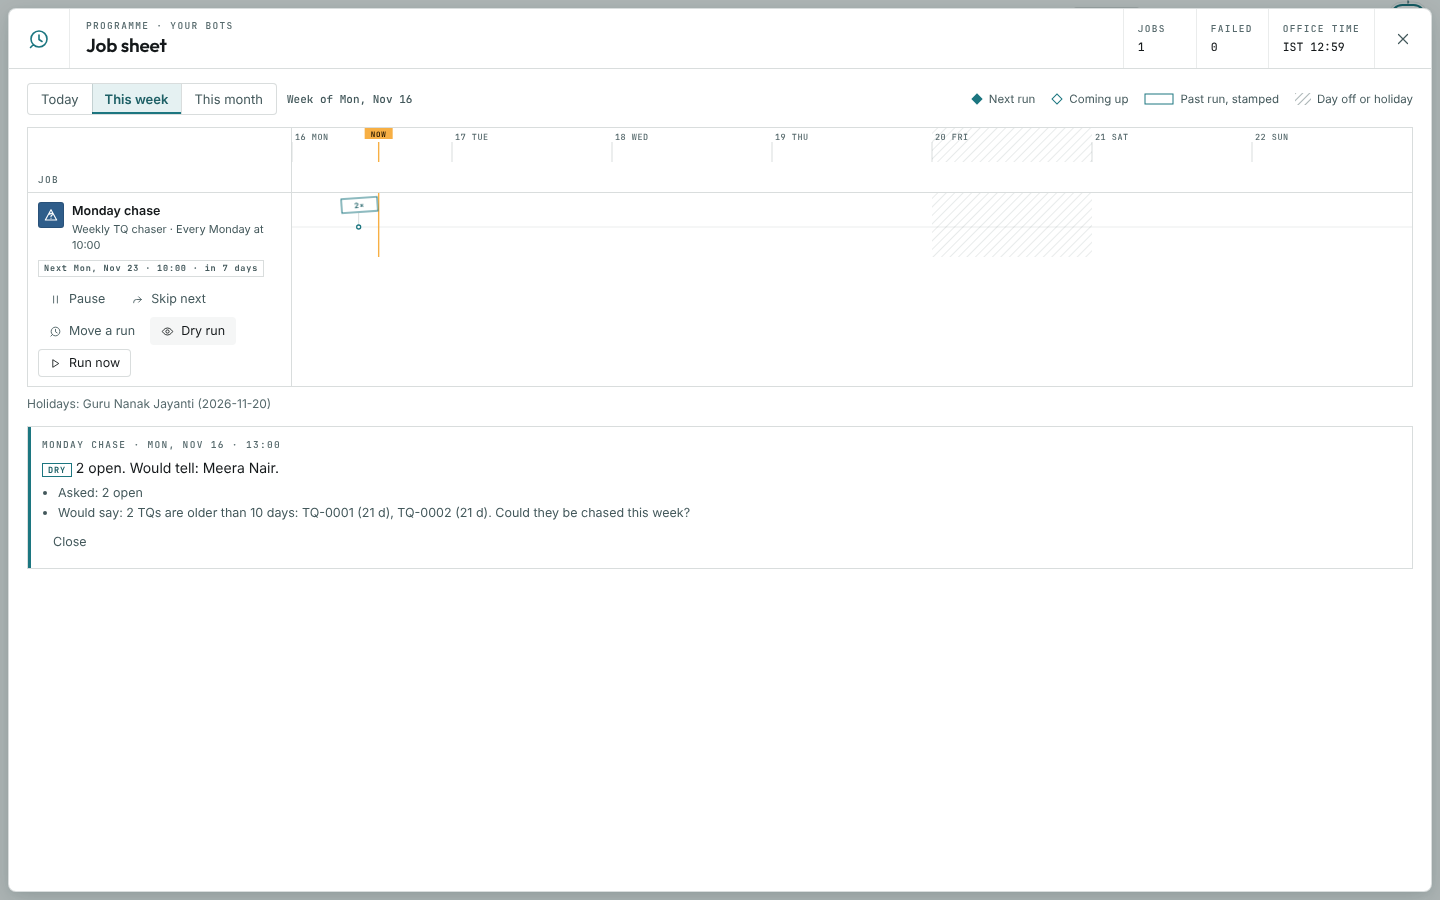 PROGRAMME · YOUR BOTS
Job sheet
JOBS
1
FAILED
0
OFFICE TIME
IST 12:59
Today
This week
This month
Week of Mon, Nov 16
Next run
Coming up
Past run, stamped
Day off or holiday
JOB
16 MON
NOW
17 TUE
18 WED
19 THU
20 FRI
21 SAT
22 SUN
Monday chase
Weekly TQ chaser · Every Monday at
10:00
Next Mon, Nov 23 · 10:00 · in 7 days
Pause
Skip next
Move a run
Dry run
Run now
Holidays: Guru Nanak Jayanti (2026-11-20)
MONDAY CHASE · MON, NOV 16 · 13:00
DRY 2 open. Would tell: Meera Nair.
• Asked: 2 open
• Would say: 2 TQs are older than 10 days: TQ-0001 (21 d), TQ-0002 (21 d). Could they be chased this week?
Close